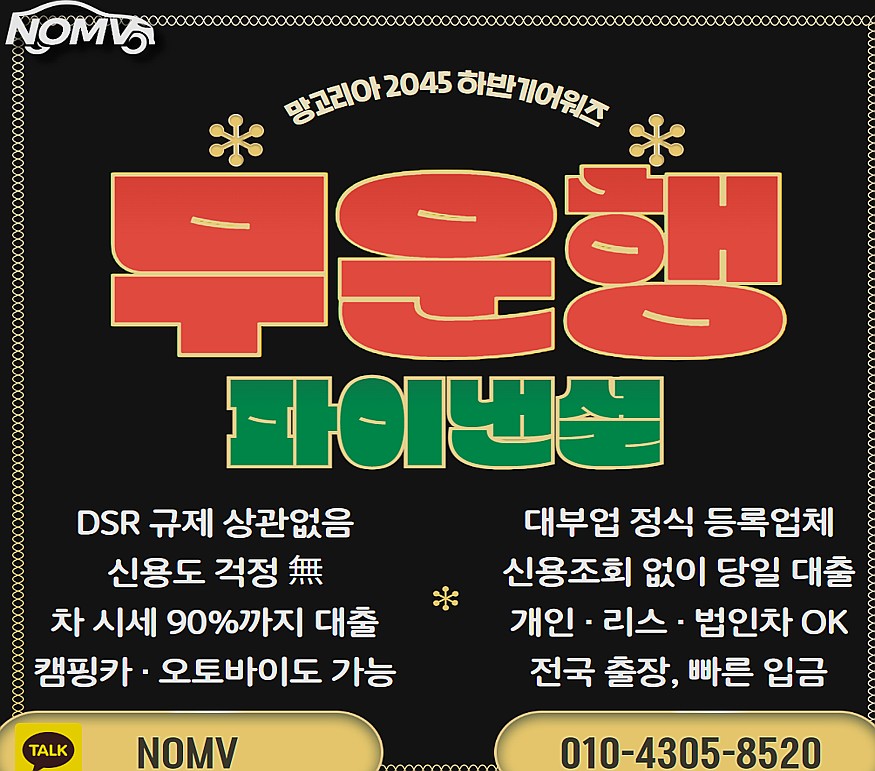 NOMV
망고리아 2045 하반기어워즈
무운행
파이낸셜
DSR 규제 상관없음
신용도 걱정 無
차 시세 90%까지 대출
캠핑카 · 오토바이도 가능
대부업 정식 등록업체
신용조회 없이 당일 대출
개인 · 리스 · 법인차 OK
전국 출장, 빠른 입금
TALK
NOMV
010-4305-8520